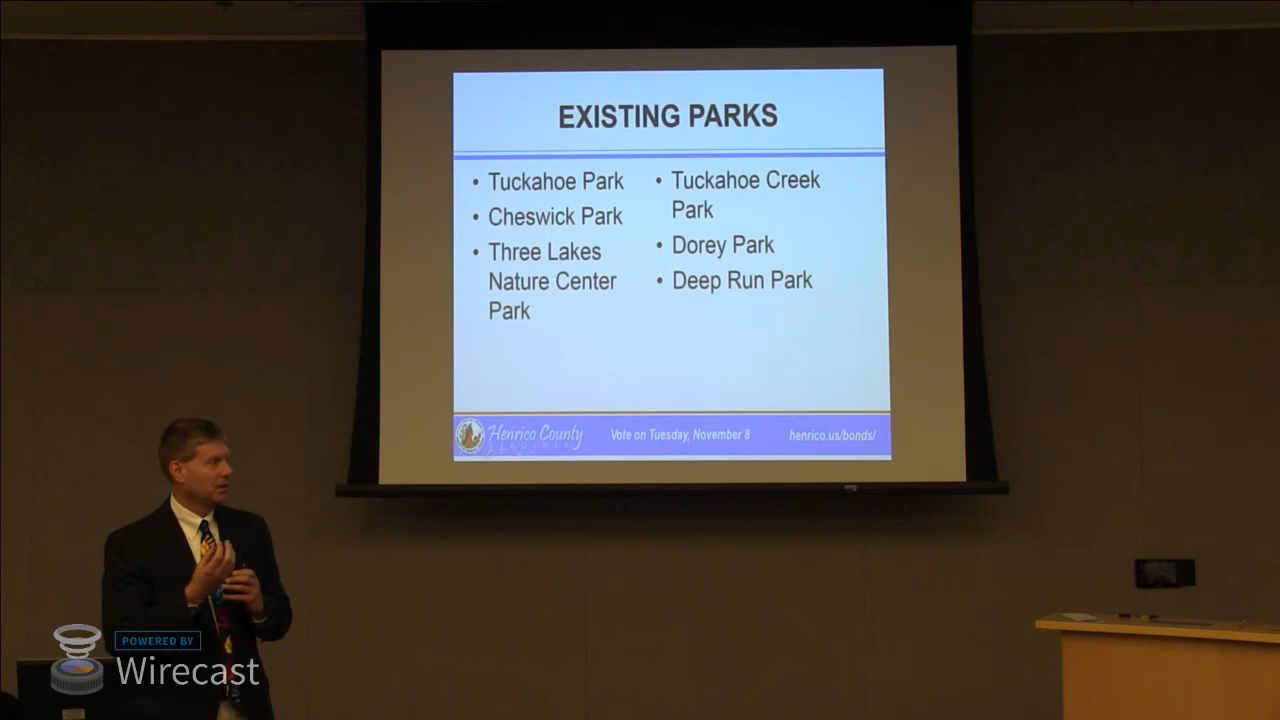 EXISTING PARKS
• Tuckahoe Park
• Cheswick Park
• Three Lakes
Nature Center
Park
• Tuckahoe Creek
Park
• Dorey Park
• Deep Run Park
Henrico County
VIRGINIA
Vote on Tuesday, November 8
henrico.us/bonds/
POWERED BY
Wirecast